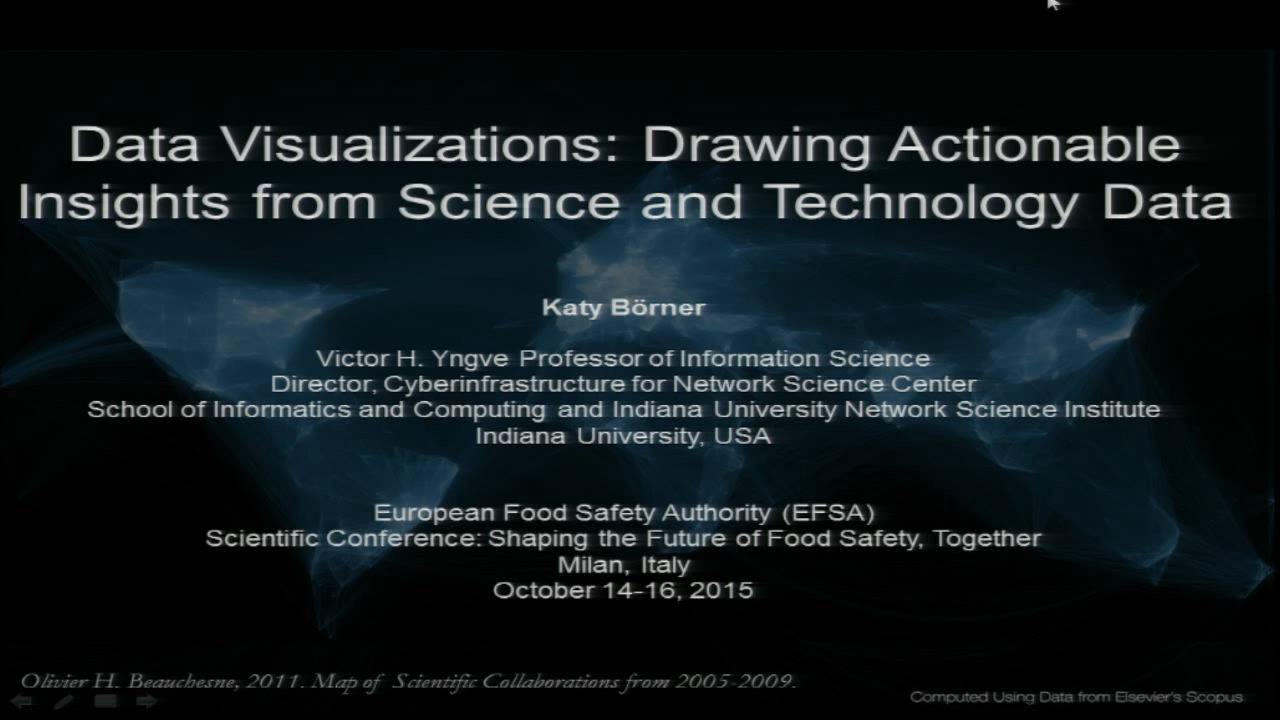 Data Visualizations: Drawing Actionable
Insights from Science and Technology Data
Katy Börner
Victor H. Yngve Professor of Information Science
Director, Cyberinfrastructure for Network Science Center
School of Informatics and Computing and Indiana University Network Science Institute
Indiana University, USA
European Food Safety Authority (EFSA)
Scientific Conference: Shaping the Future of Food Safety, Together
Milan, Italy
October 14-16, 2015
Olivier H. Beauchesne, 2011. Map of Scientific Collaborations from 2005-2009.
Computed Using Data from Elsevier's Scopus